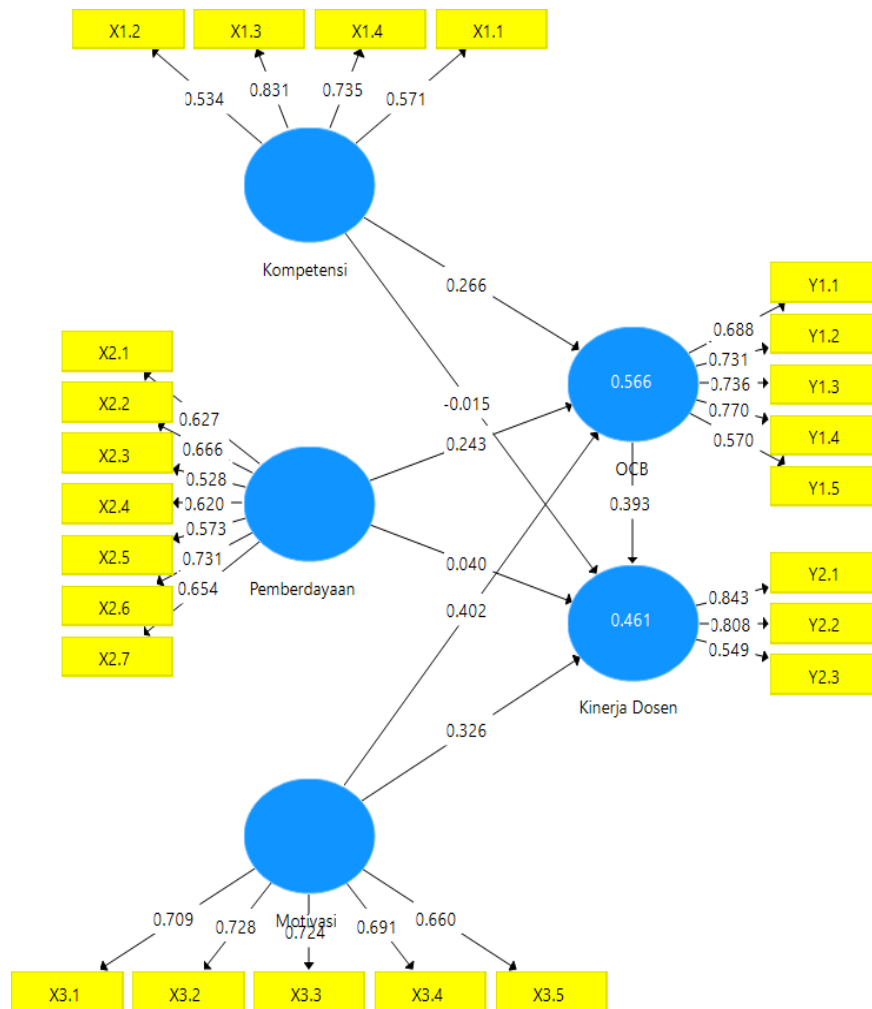 X1.2
X1.3
X1.4
X1.1
0.534
0.831
0.735
0.571
Kompetensi
0.266
-0.015
X2.1
X2.2
X2.3
X2.4
X2.5
X2.6
X2.7
0.627
0.666
0.528
0.620
0.573
0.731
0.654
Pemberdayaan
0.243
0.040
0.566
OCB
0.393
0.688
0.731
0.736
0.770
0.570
Y1.1
Y1.2
Y1.3
Y1.4
Y1.5
0.402
0.326
0.461
Kinerja Dosen
0.843
0.808
0.549
Y2.1
Y2.2
Y2.3
Motivasi
0.709
0.728
0.724
0.691
0.660
X3.1
X3.2
X3.3
X3.4
X3.5